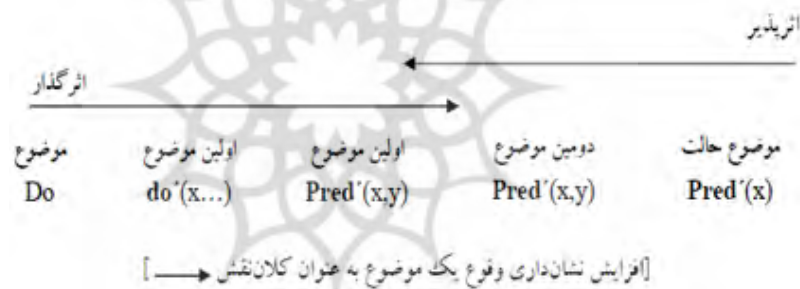 اثرپذیر
اثرگذار
موضوع حالت دومین موضوع اولین موضوع اولین موضوع موضوع
Do do´(x…) Pred´(x,y) Pred´(x,y) Pred´(x)
[افزایش نشان‌داری وقوع یک موضوع به عنوان کلان‌نقش ]